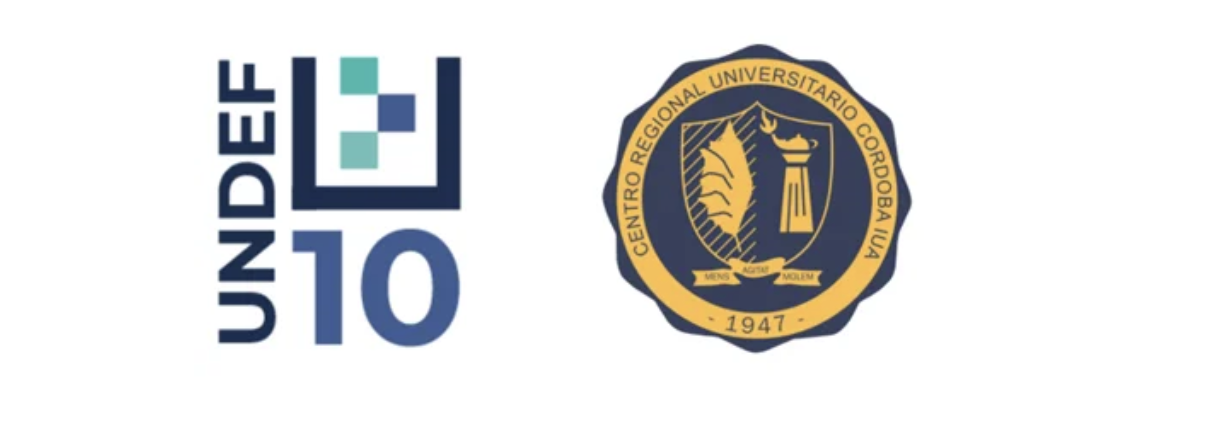 UNDEF
10
CENTRO REGIONAL UNIVERSITARIO CORDOBA IUA
MENS AGITAT MOLEM
- 1947 -